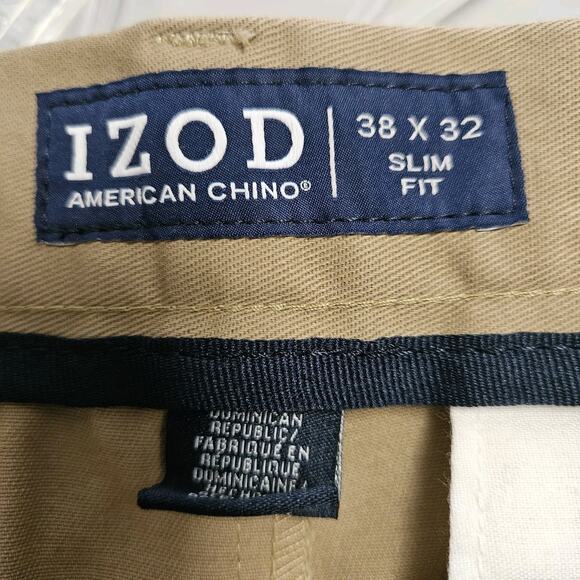 IZOD
AMERICAN CHINO®
38 X 32
SLIM
FIT
DOMINICAN
REPUBLIC/
FABRIQUÉ EN
RÉPUBLIQUE
DOMINICAINE/